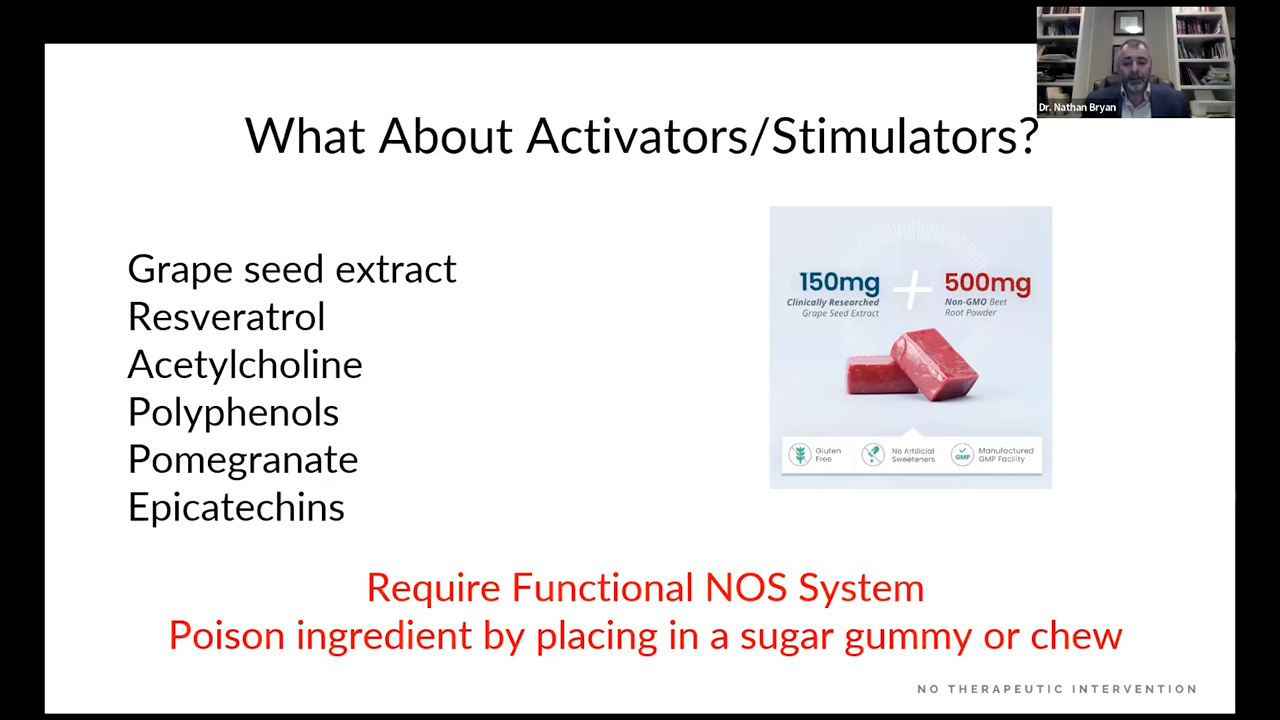 Dr. Nathan Bryan
What About Activators/Stimulators?
Grape seed extract
Resveratrol
Acetylcholine
Polyphenols
Pomegranate
Epicatechins
150mg
Clinically Researched
Grape Seed Extract
+
500mg
Non-GMO Beet
Root Powder
Gluten
Free
No Artificial
Sweeteners
GMP
Manufactured
GMP Facility
Require Functional NOS System
Poison ingredient by placing in a sugar gummy or chew
NO THERAPEUTIC INTERVENTION